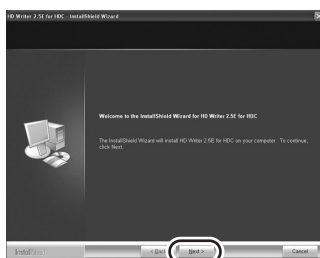 HD Writer 2.5E for HDC - InstallShield Wizard
Welcome to the InstallShield Wizard for HD Writer 2.5E for HDC
The InstallShield Wizard will install HD Writer 2.5E for HDC on your computer. To continue,
click Next.
InstallShield
< Back
Next >
Cancel